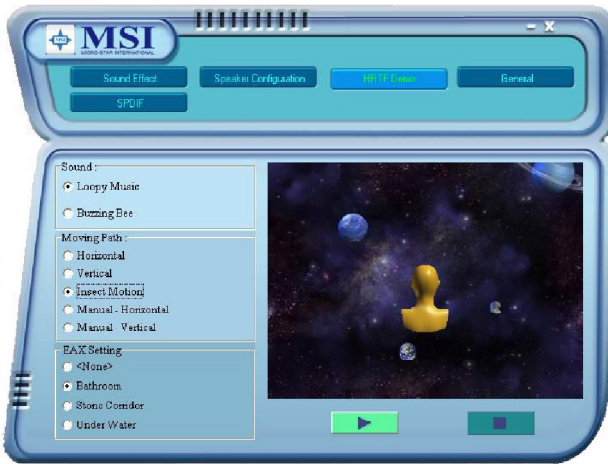 MSI
MICRO-STAR INTERNATIONAL
Sound Effect
Speaker Configuration
HRTF Demo
General
SPDIF
Sound :
Loopy Music
Buzzing Bee
Moving Path :
Horizontal
Vertical
Insect Motion
Manual - Horizontal
Manual - Vertical
EAX Setting
<None>
Bathroom
Stone Corridor
Under Water